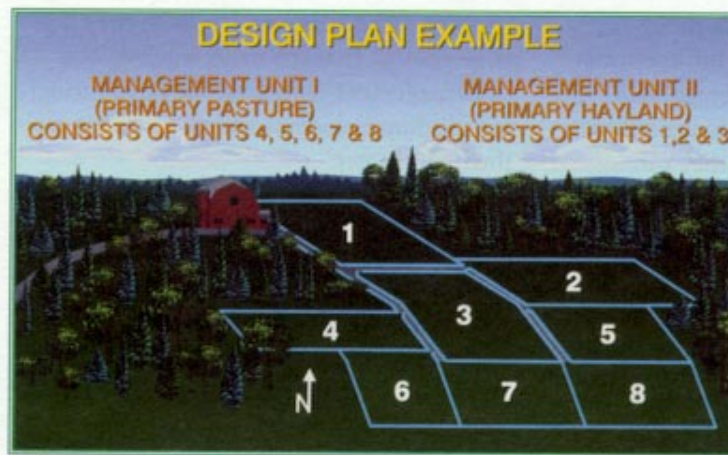 DESIGN PLAN EXAMPLE
MANAGEMENT UNIT I
(PRIMARY PASTURE)
CONSISTS OF UNITS 4, 5, 6, 7 & 8
MANAGEMENT UNIT II
(PRIMARY HAYLAND)
CONSISTS OF UNITS 1,2 & 3
1
2
3
4
5
6
7
8
N